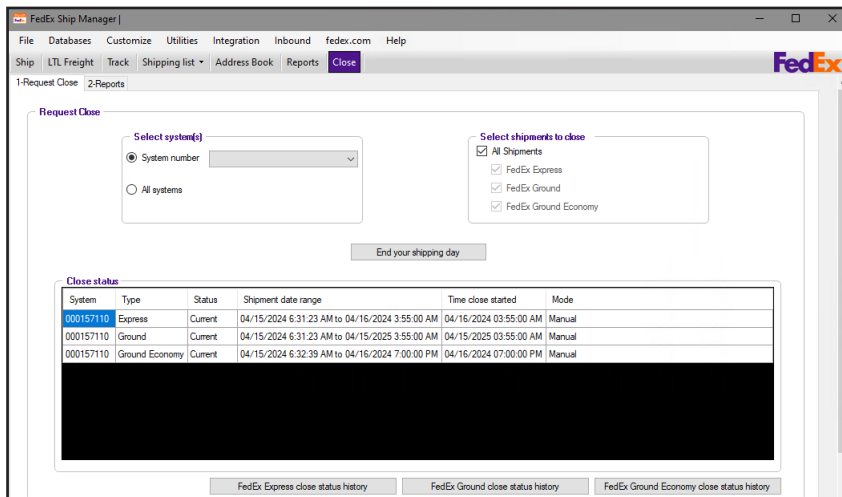 FedEx FedEx Ship Manager |
File Databases Customize Utilities Integration Inbound fedex.com Help
Ship LTL Freight Track Shipping list Address Book Reports Close FedEx
1-Request Close 2-Reports
Request Close
Select system(s) Select shipments to close
System number All Shipments
FedEx Express
All systems FedEx Ground
FedEx Ground Economy
End your shipping day
Close status
System Type Status Shipment date range Time close started Mode
000157110 Express Current 04/15/2024 6:31:23 AM to 04/16/2024 3:55:00 AM 04/16/2024 03:55:00 AM Manual
000157110 Ground Current 04/15/2024 6:31:23 AM to 04/15/2025 3:55:00 AM 04/15/2025 03:55:00 AM Manual
000157110 Ground Economy Current 04/15/2024 6:32:39 AM to 04/16/2024 7:00:00 PM 04/16/2024 07:00:00 PM Manual
FedEx Express close status history FedEx Ground close status history FedEx Ground Economy close status history